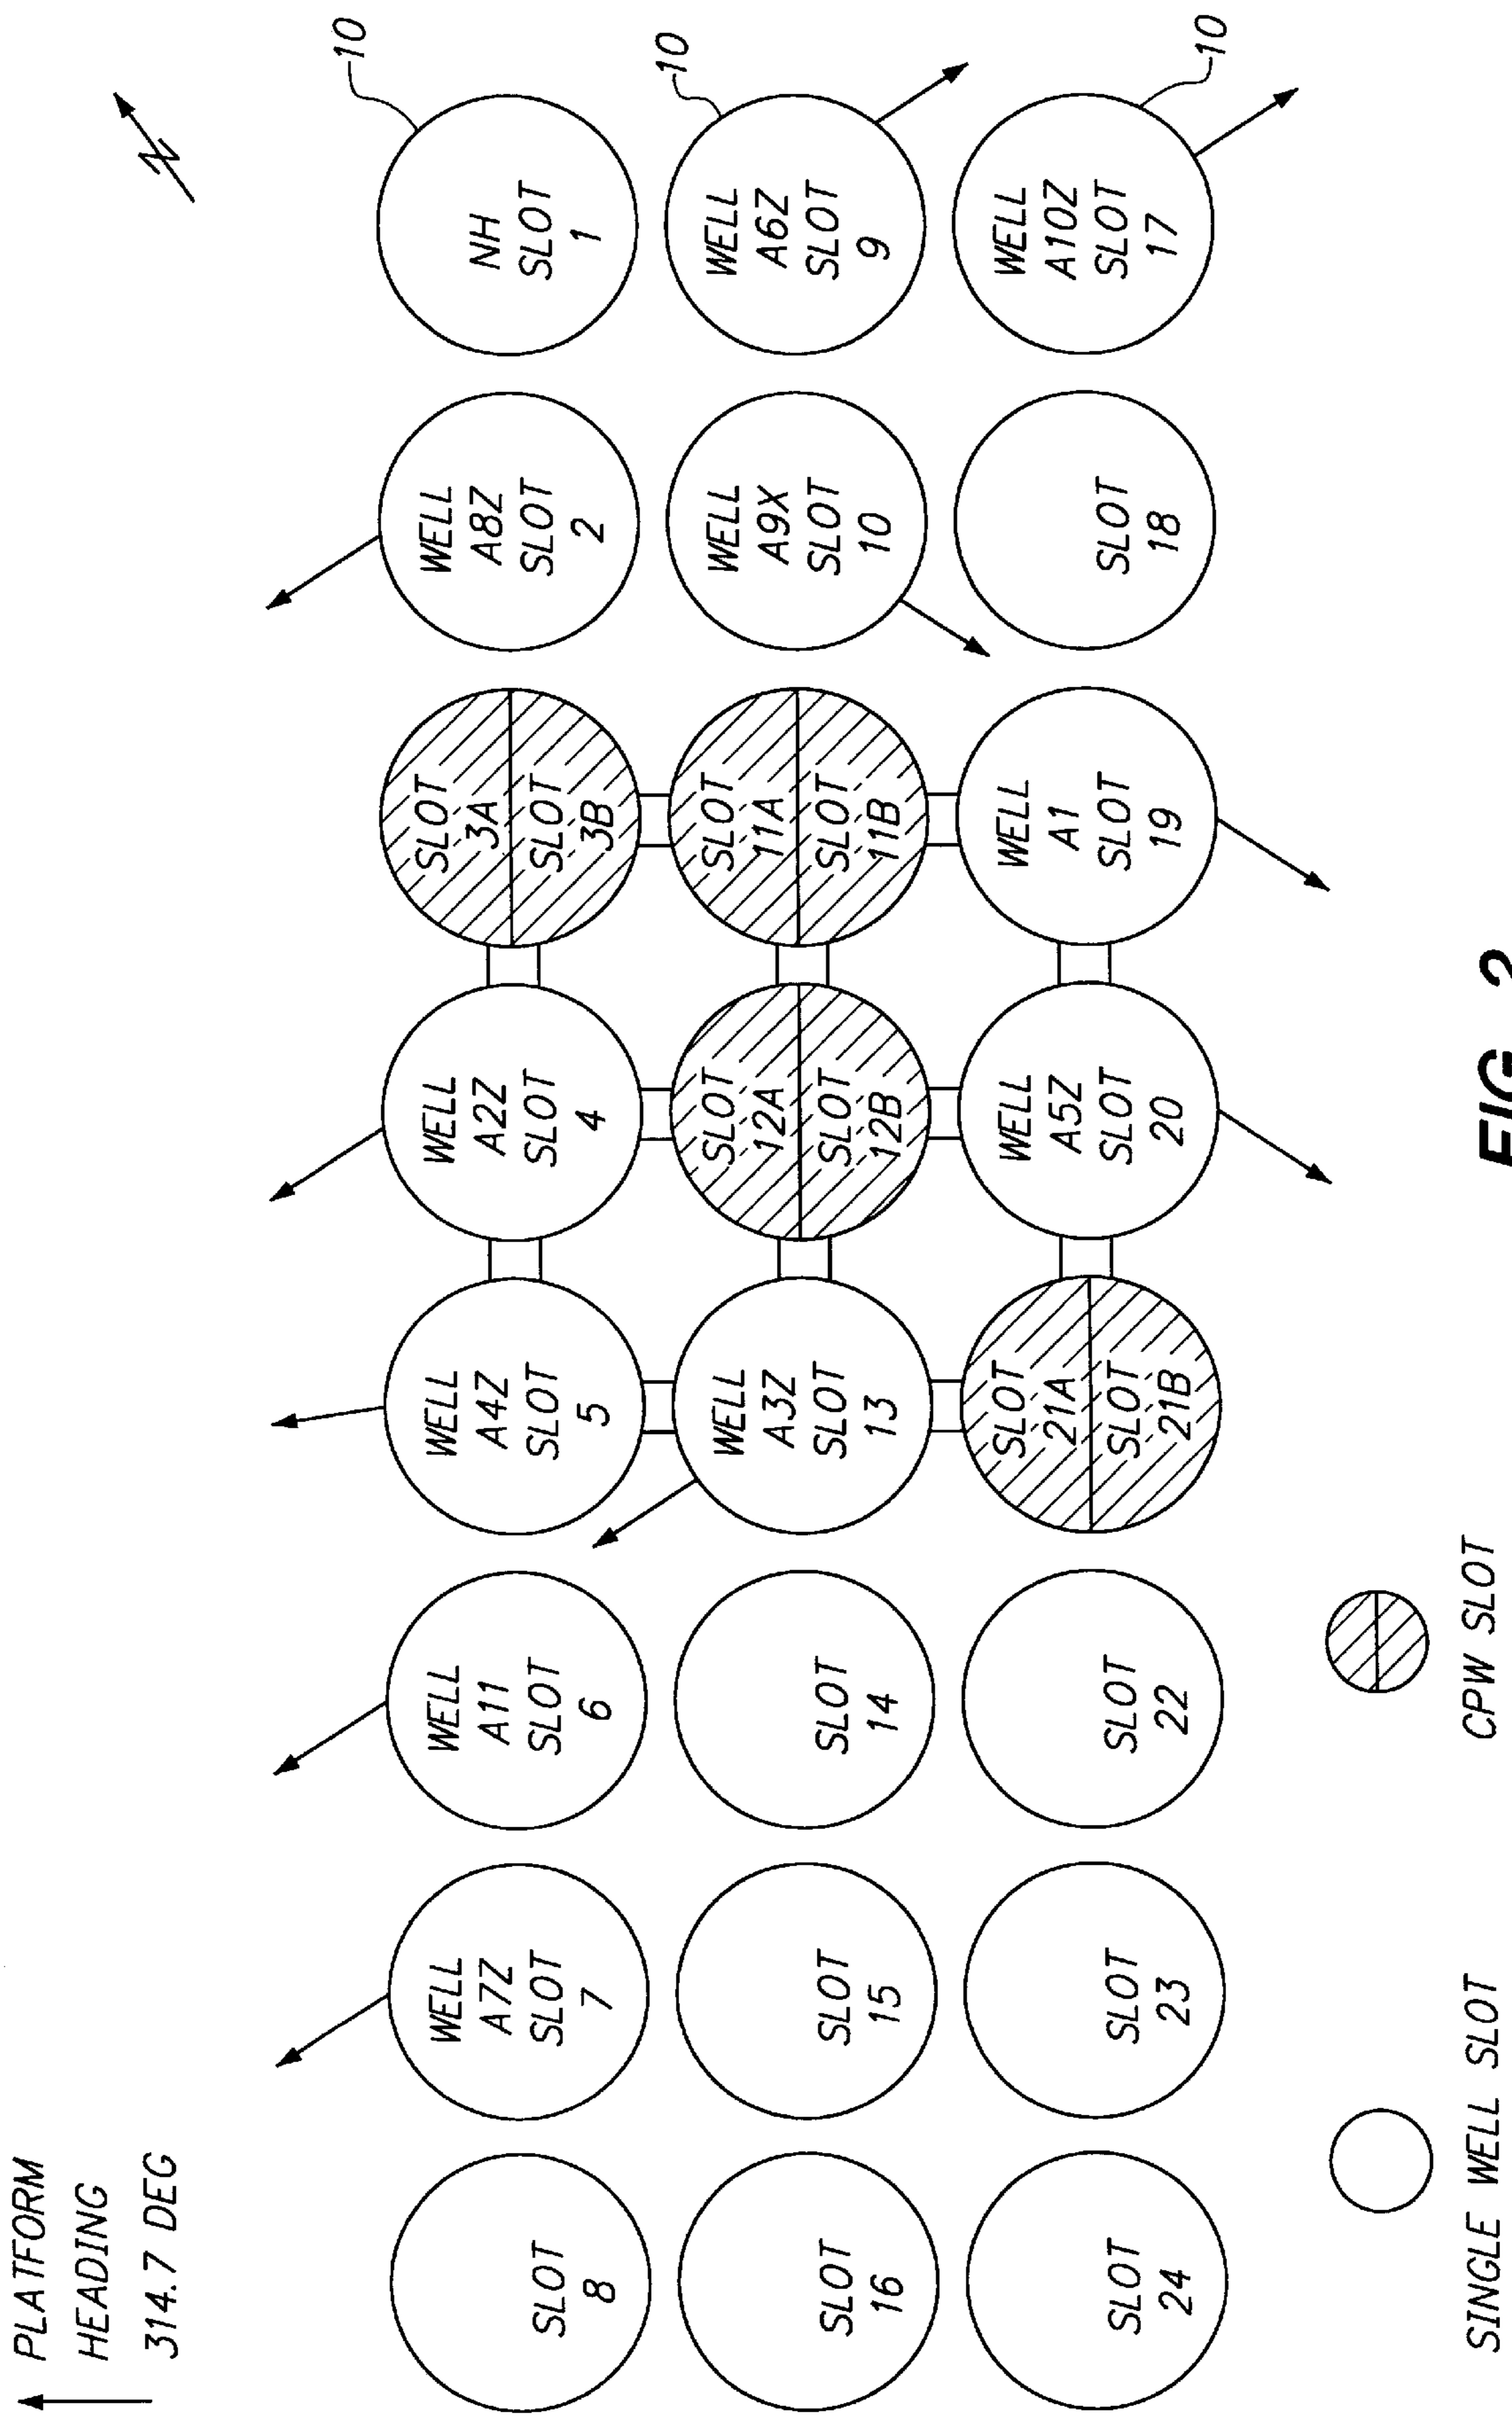 PLATFORM
HEADING
314.7 DEG
N
SLOT
8
WELL
A7Z
SLOT
7
WELL
A11
SLOT
6
WELL
A4Z
SLOT
5
WELL
A2Z
SLOT
4
SLOT
3A
SLOT
3B
WELL
A8Z
SLOT
2
NH
SLOT
1
10
SLOT
16
SLOT
15
SLOT
14
WELL
A3Z
SLOT
13
SLOT
12A
SLOT
12B
SLOT
11A
SLOT
11B
WELL
A9X
SLOT
10
WELL
A6Z
SLOT
9
10
SLOT
24
SLOT
23
SLOT
22
SLOT
21A
SLOT
21B
WELL
A5Z
SLOT
20
WELL
A1
SLOT
19
SLOT
18
WELL
A10Z
SLOT
17
10
SINGLE WELL SLOT
CPW SLOT
FIG. 2